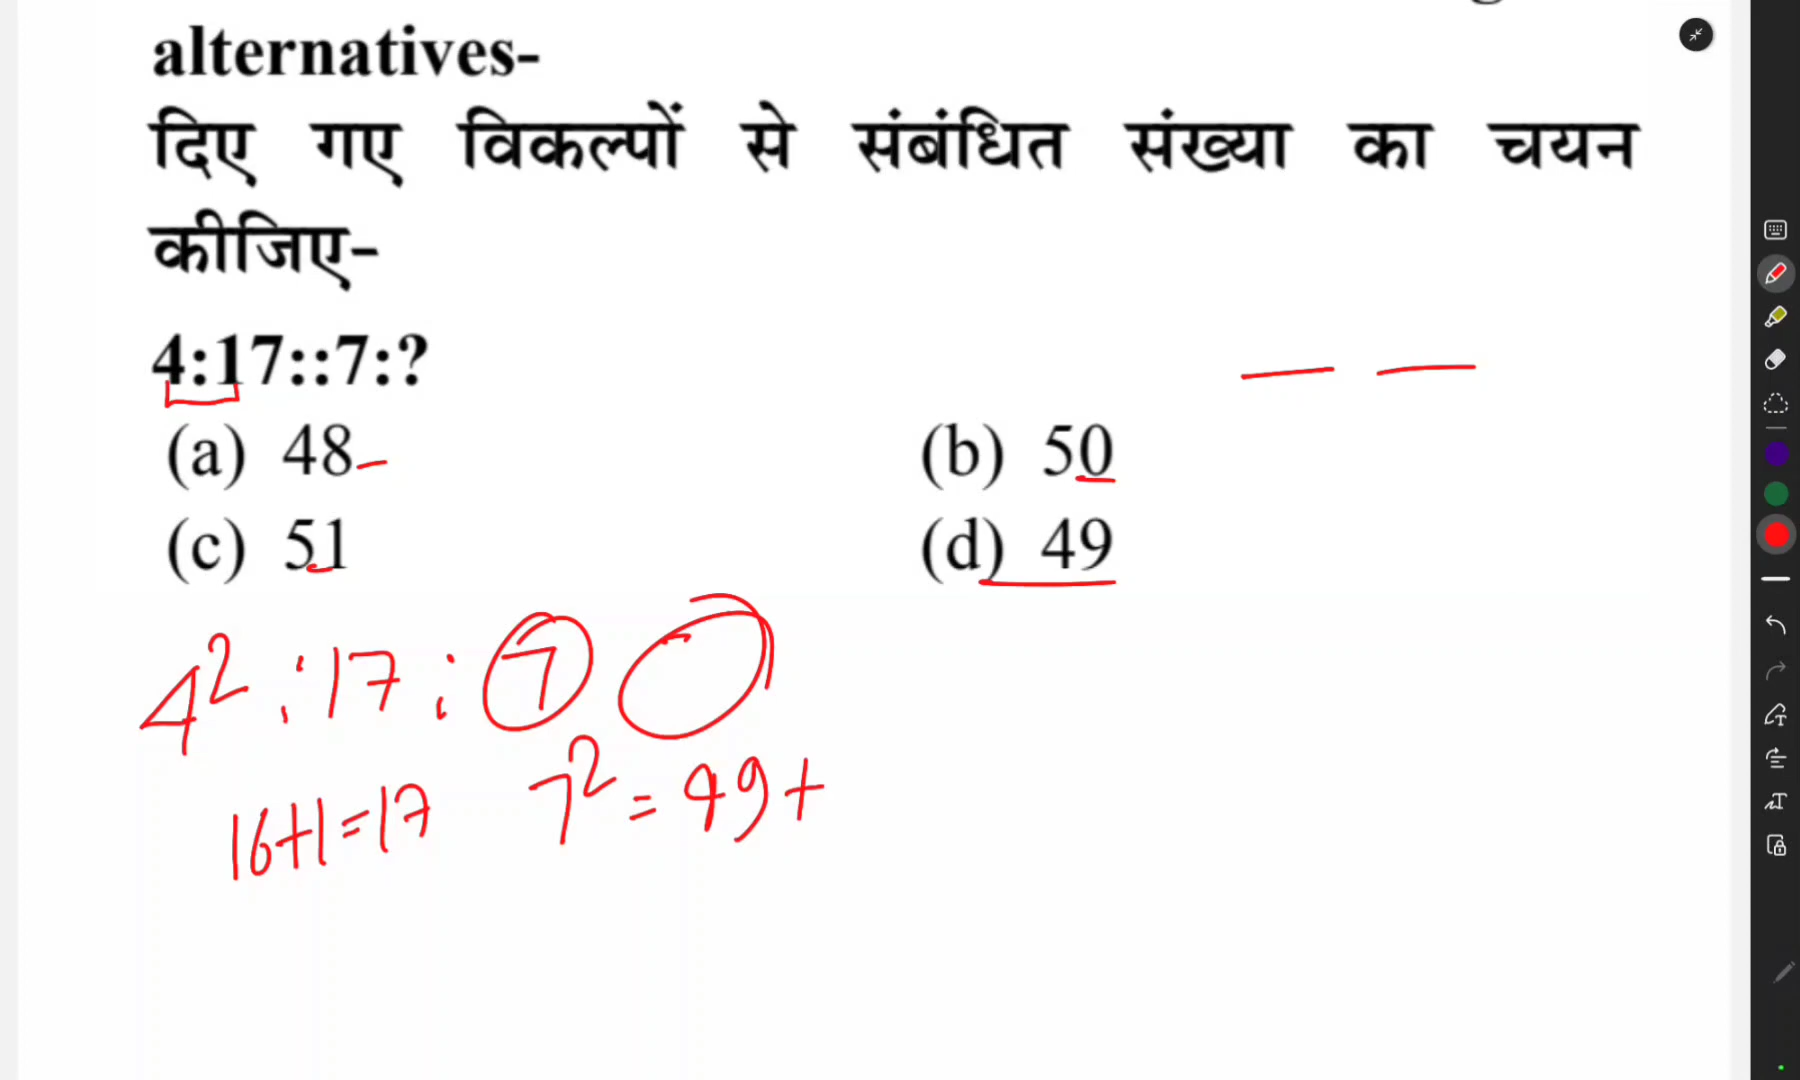 alternatives-
दिए गए विकल्पों से संबंधित संख्या का चयन
कीजिए-
4:17::7:?
(a) 48 (b) 50
(c) 51 (d) 49
4² : 17 : 7
16+1=17 7² = 49+